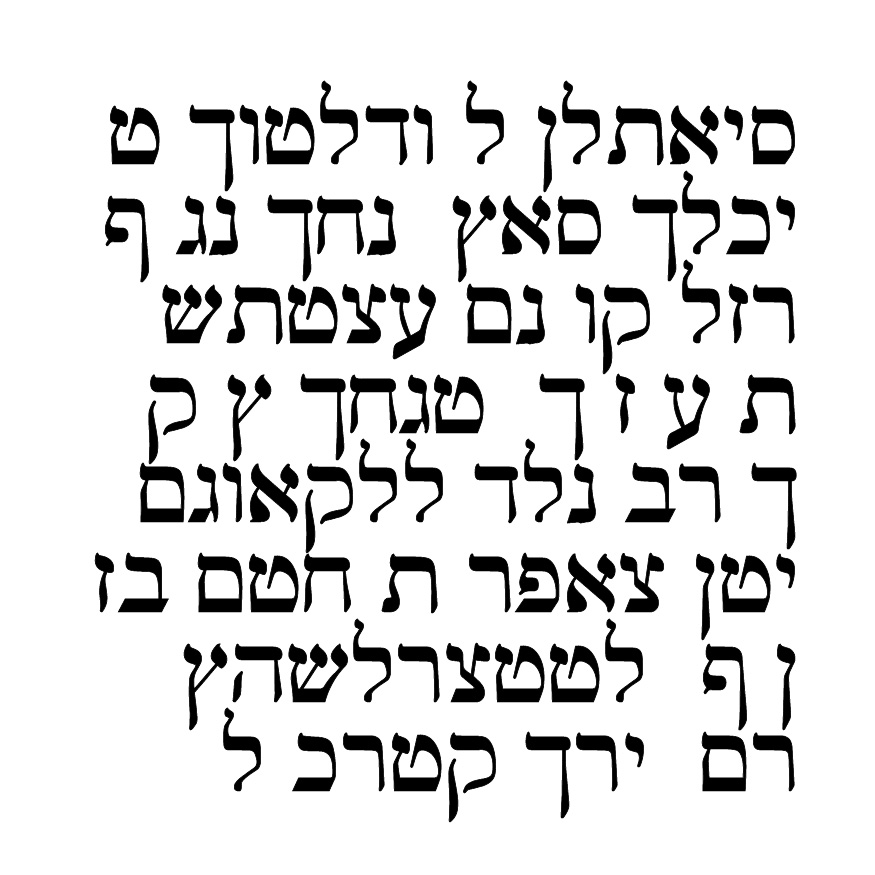 סיאתלן ל ודלטוך ט
יכלך סאץ נחך נג ף
רזל קו נם עצטתש
ת ע ז ך טגחך ץ ק
ך רב נלד ללקאוגם
יטן צאפר ת חטם בז
ן ף לטטצרלשהץ
רם ירך קטרכ ל